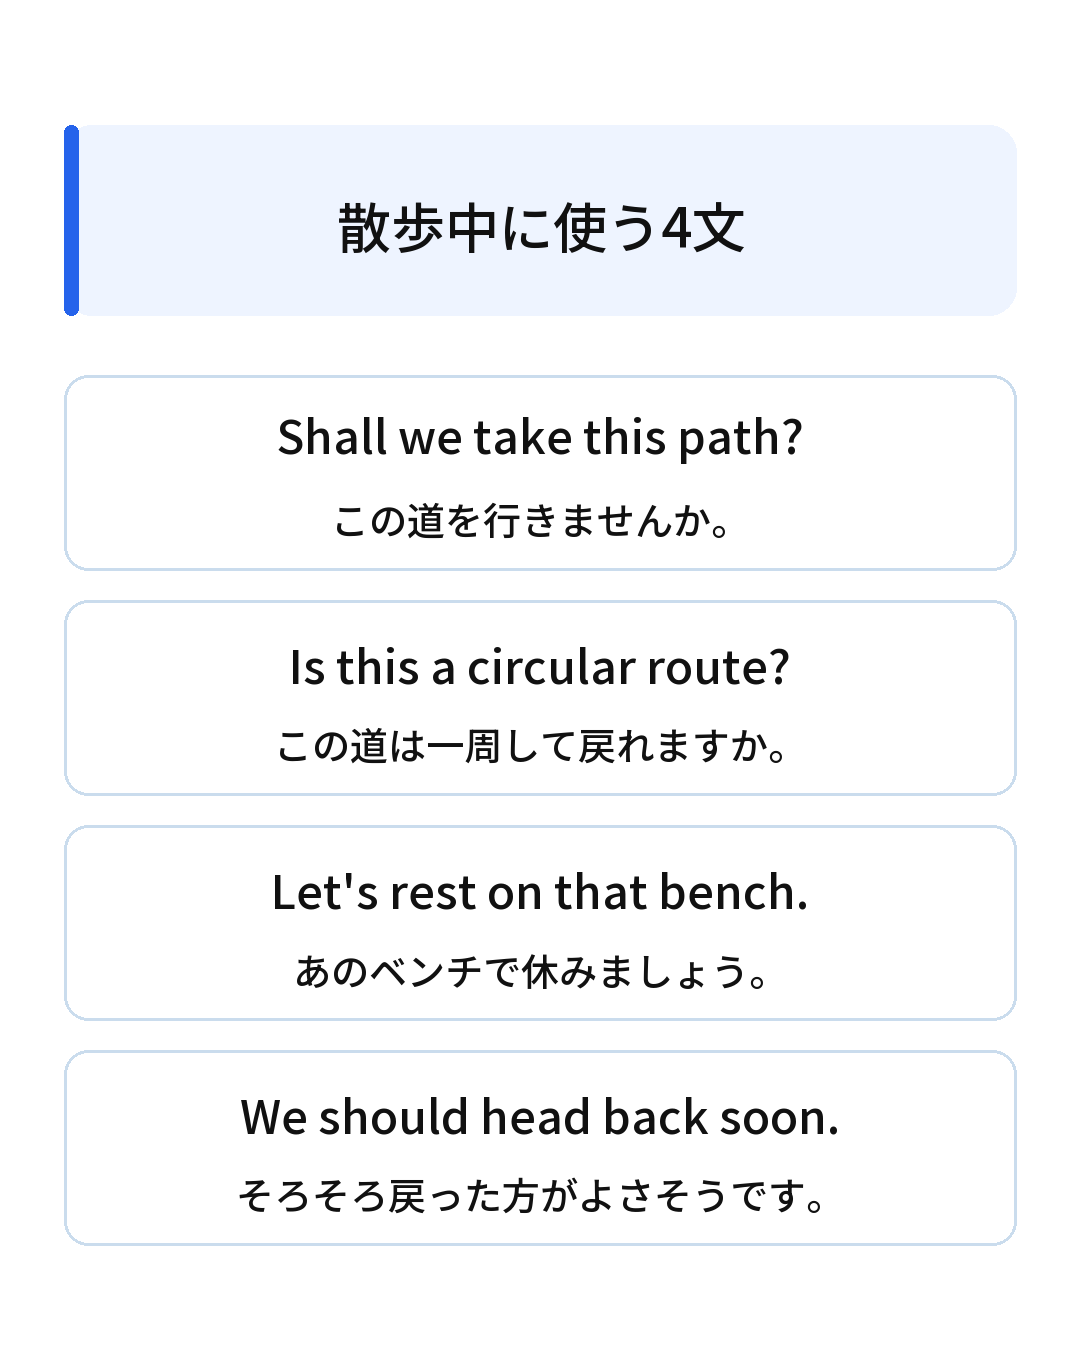 散歩中に使う4文
Shall we take this path?
この道を行きませんか。
Is this a circular route?
この道は一周して戻れますか。
Let's rest on that bench.
あのベンチで休みましょう。
We should head back soon.
そろそろ戻った方がよさそうです。